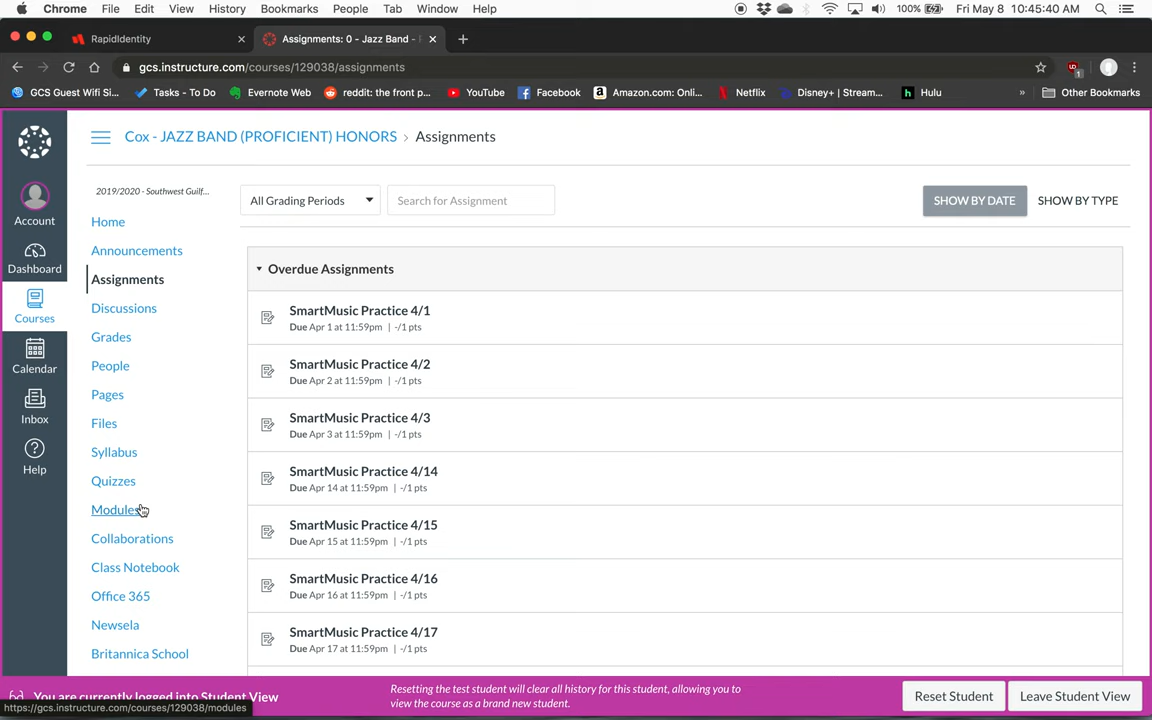 Chrome File Edit View History Bookmarks People Tab Window Help 100% Fri May 8 10:45:40 AM
RapidIdentity Assignments: 0 - Jazz Band -
gcs.instructure.com/courses/129038/assignments
GCS Guest Wifi Si... Tasks - To Do Evernote Web reddit: the front p... YouTube Facebook Amazon.com: Onli... Netflix Disney+ | Stream... Hulu » Other Bookmarks
Cox - JAZZ BAND (PROFICIENT) HONORS › Assignments
2019/2020 - Southwest Guilf...
All Grading Periods Search for Assignment SHOW BY DATE SHOW BY TYPE
Account
Dashboard
Courses
Calendar
Inbox
Help
Home
Announcements
Assignments
Discussions
Grades
People
Pages
Files
Syllabus
Quizzes
Modules
Collaborations
Class Notebook
Office 365
Newsela
Britannica School
Overdue Assignments
SmartMusic Practice 4/1
Due Apr 1 at 11:59pm | -/1 pts
SmartMusic Practice 4/2
Due Apr 2 at 11:59pm | -/1 pts
SmartMusic Practice 4/3
Due Apr 3 at 11:59pm | -/1 pts
SmartMusic Practice 4/14
Due Apr 14 at 11:59pm | -/1 pts
SmartMusic Practice 4/15
Due Apr 15 at 11:59pm | -/1 pts
SmartMusic Practice 4/16
Due Apr 16 at 11:59pm | -/1 pts
SmartMusic Practice 4/17
Due Apr 17 at 11:59pm | -/1 pts
You are currently logged into Student View
Resetting the test student will clear all history for this student, allowing you to
view the course as a brand new student.
Reset Student Leave Student View
https://gcs.instructure.com/courses/129038/modules